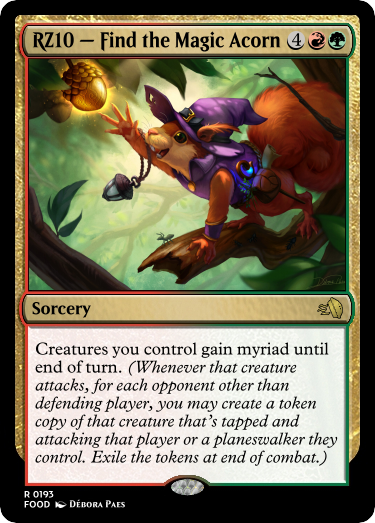 RZ10 — Find the Magic Acorn 4
Sorcery
Creatures you control gain myriad until
end of turn. (Whenever that creature
attacks, for each opponent other than
defending player, you may create a token
copy of that creature that's tapped and
attacking that player or a planeswalker they
control. Exile the tokens at end of combat.)
R 0193
FOOD Débora Paes